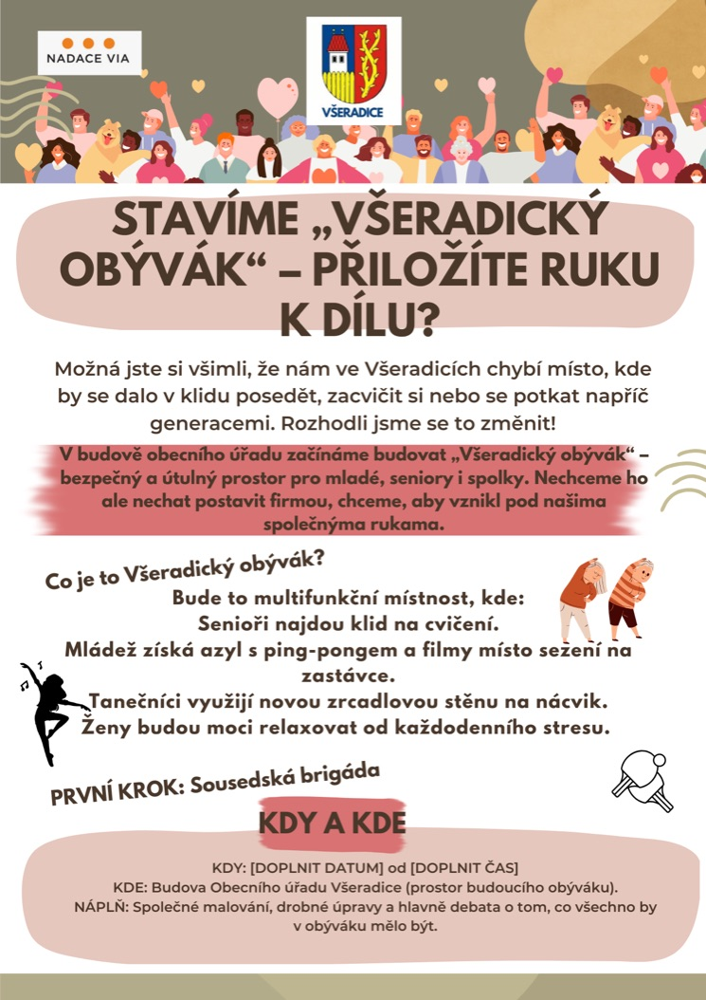 NADACE VIA
VŠERADICE
STAVÍME „VŠERADICKÝ
OBÝVÁK“ – PŘILOŽÍTE RUKU
K DÍLU?
Možná jste si všimli, že nám ve Všeradicích chybí místo, kde
by se dalo v klidu posedět, zacvičit si nebo se potkat napříč
generacemi. Rozhodli jsme se to změnit!
V budově obecního úřadu začínáme budovat „Všeradický obývák“ –
bezpečný a útulný prostor pro mladé, seniory i spolky. Nechceme ho
ale nechat postavit firmou, chceme, aby vznikl pod našima
společnýma rukama.
Co je to Všeradický obývák?
Bude to multifunkční místnost, kde:
Senioři najdou klid na cvičení.
Mládež získá azyl s ping-pongem a filmy místo sezení na
zastávce.
Tanečníci využijí novou zrcadlovou stěnu na nácvik.
Ženy budou moci relaxovat od každodenního stresu.
PRVNÍ KROK: Sousedská brigáda
KDY A KDE
KDY: [DOPLNIT DATUM] od [DOPLNIT ČAS]
KDE: Budova Obecního úřadu Všeradice (prostor budoucího obýváku).
NÁPLŇ: Společné malování, drobné úpravy a hlavně debata o tom, co všechno by
v obýváku mělo být.